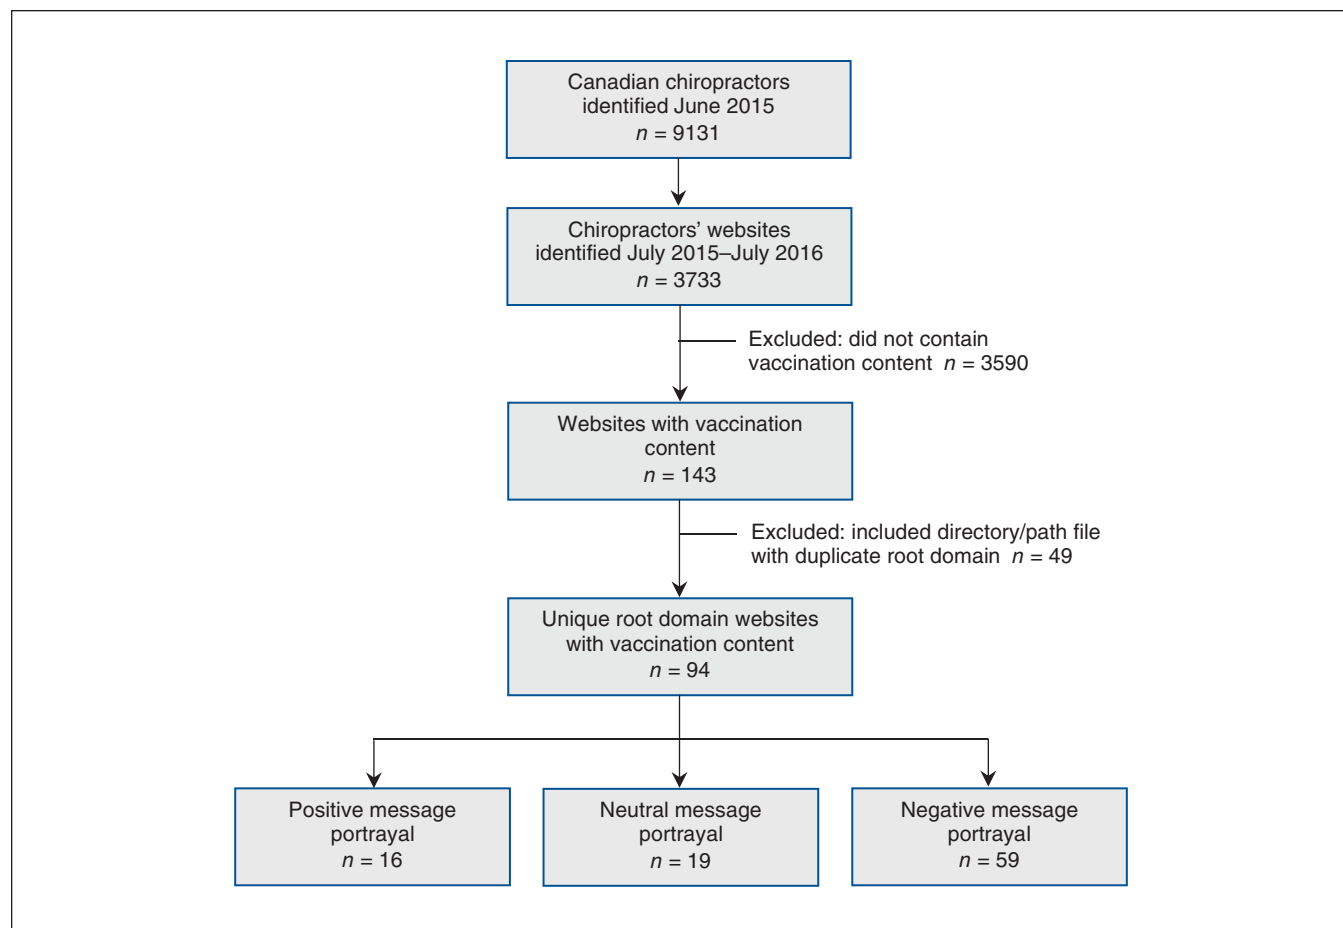 Canadian chiropractors
identified June 2015
n = 9131
Chiropractors’ websites
identified July 2015–July 2016
n = 3733
Excluded: did not contain
vaccination content n = 3590
Websites with vaccination
content
n = 143
Excluded: included directory/path file
with duplicate root domain n = 49
Unique root domain websites
with vaccination content
n = 94
Positive message
portrayal
n = 16
Neutral message
portrayal
n = 19
Negative message
portrayal
n = 59